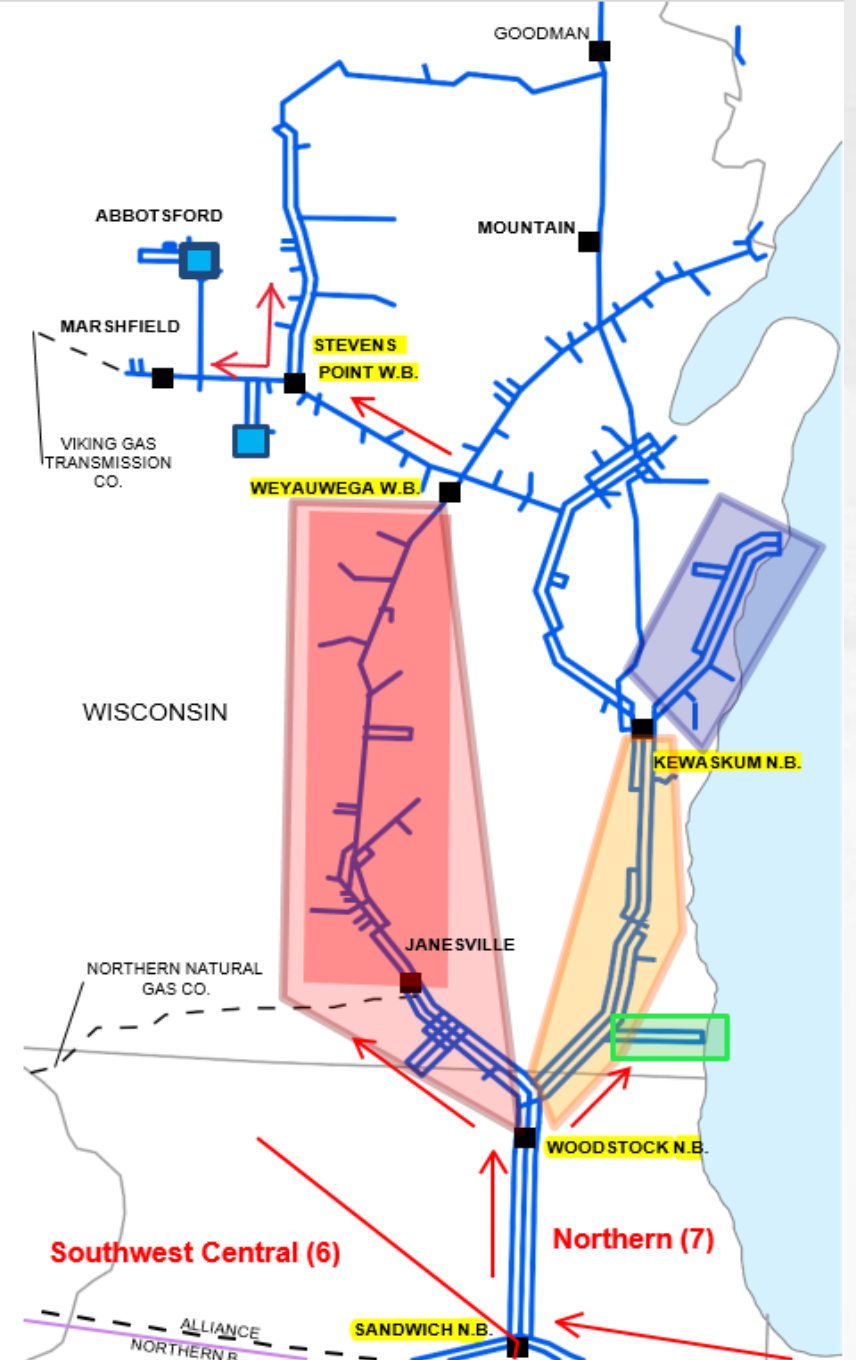 GOODMAN
ABBOTSFORD
MOUNTAIN
MARSHFIELD
STEVENS
POINT W.B.
VIKING GAS
TRANSMISSION
CO.
WEYAUWEGA W.B.
WISCONSIN
KEWASKUM N.B.
JANESVILLE
NORTHERN NATURAL
GAS CO.
WOODSTOCK N.B.
Southwest Central (6)
Northern (7)
ALLIANCE
SANDWICH N.B.
NORTHERN B